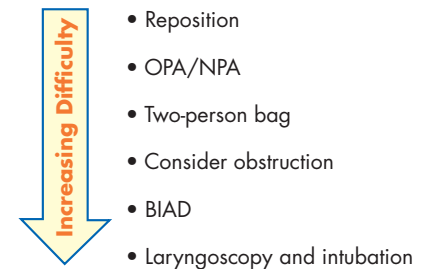 Increasing Difficulty
• Reposition
• OPA/NPA
• Two-person bag
• Consider obstruction
• BIAD
• Laryngoscopy and intubation